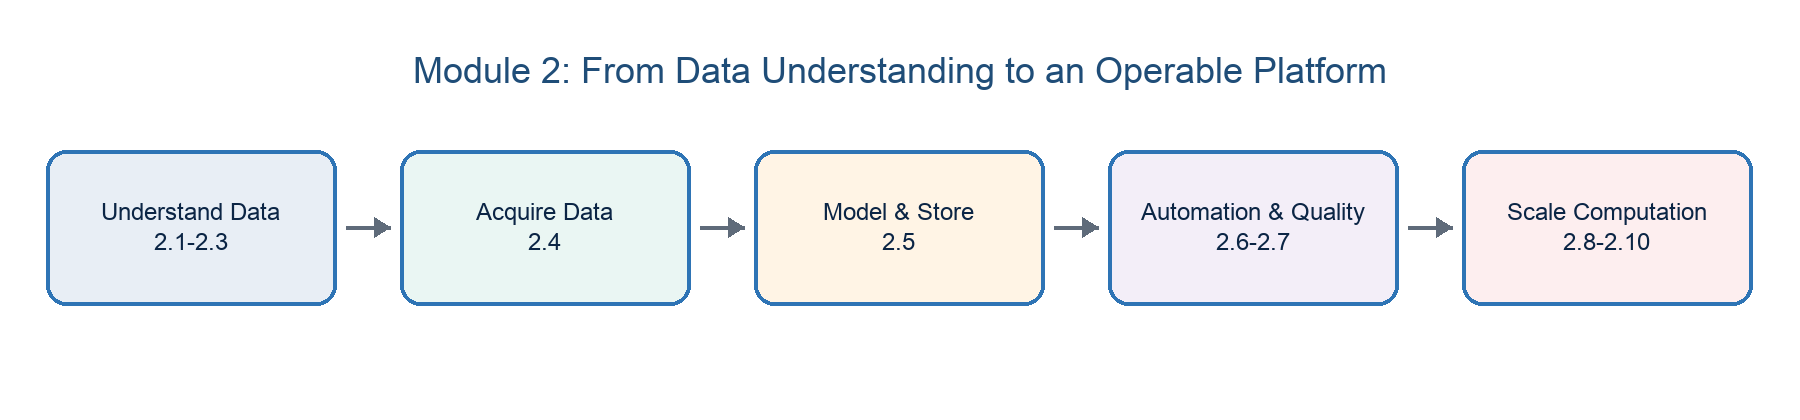 Module 2: From Data Understanding to an Operable Platform
Understand Data
2.1-2.3
Acquire Data
2.4
Model & Store
2.5
Automation & Quality
2.6-2.7
Scale Computation
2.8-2.10